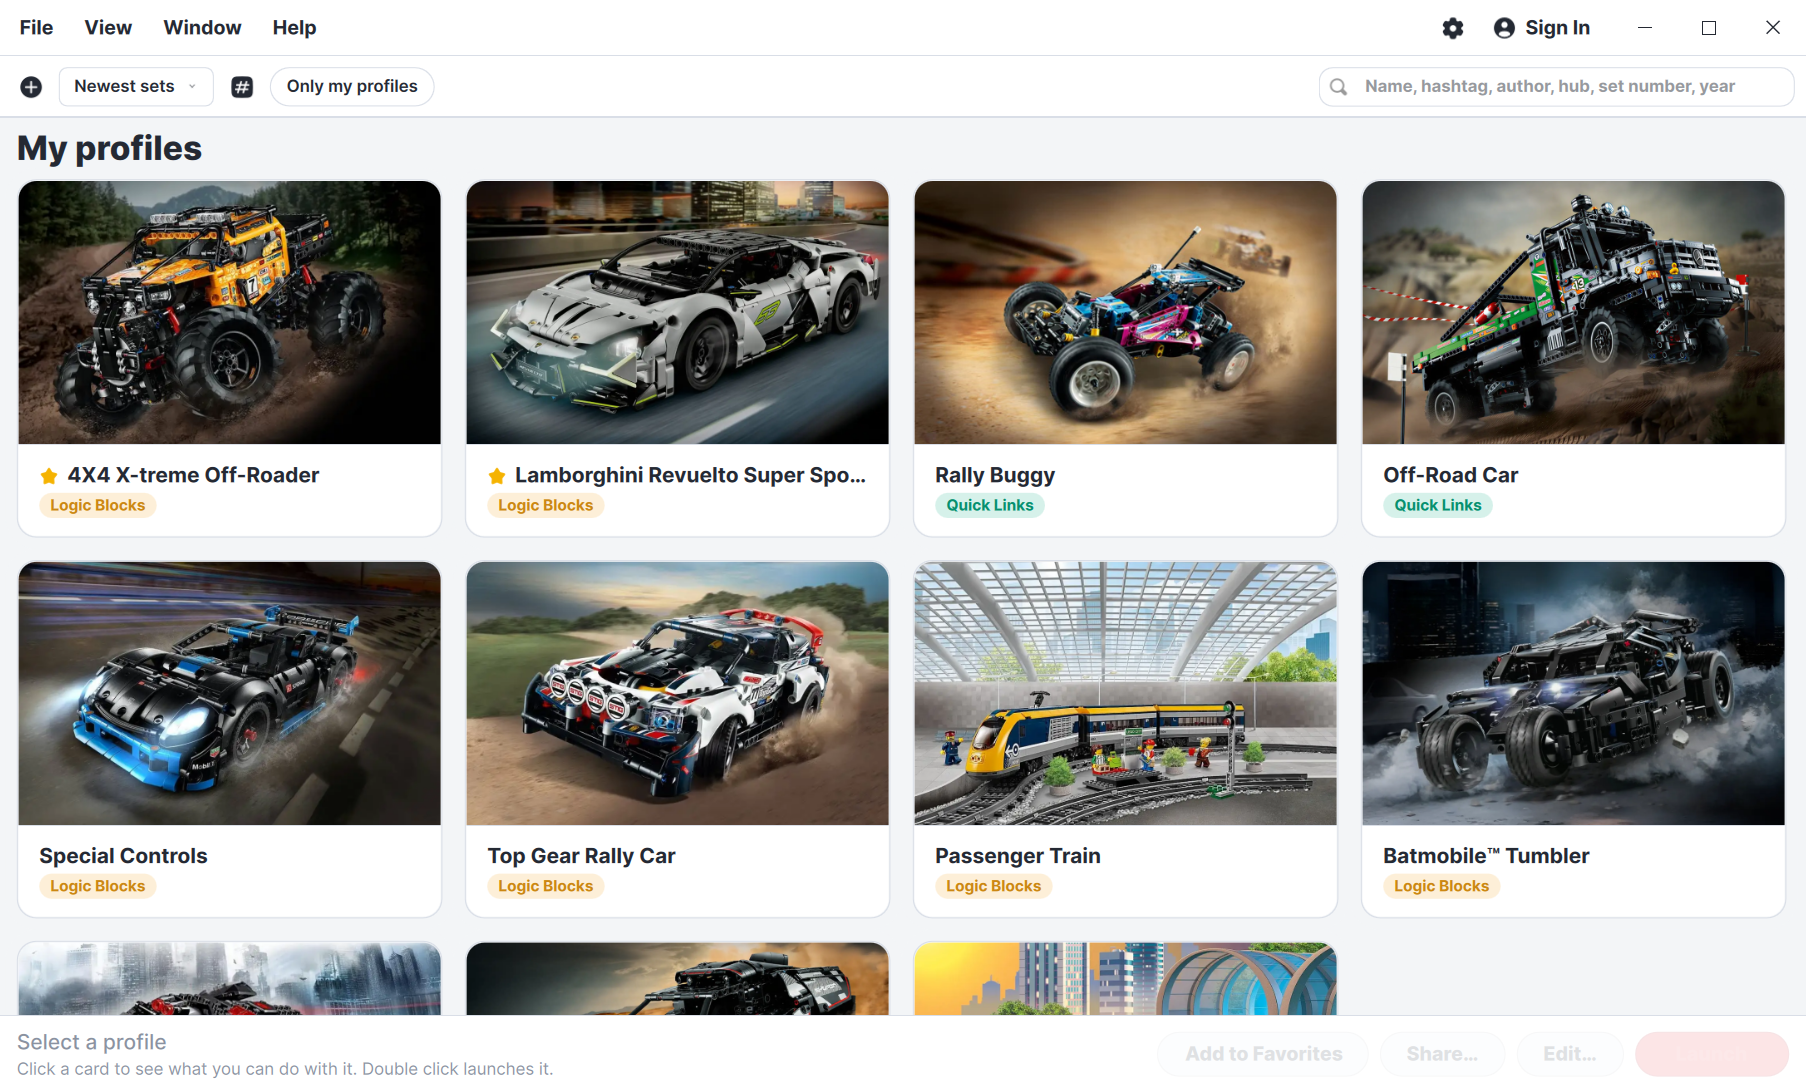 File View Window Help Sign In
Newest sets # Only my profiles Name, hashtag, author, hub, set number, year
My profiles
4X4 X-treme Off-Roader
Logic Blocks
Lamborghini Revuelto Super Spo...
Logic Blocks
Rally Buggy
Quick Links
Off-Road Car
Quick Links
Special Controls
Logic Blocks
Top Gear Rally Car
Logic Blocks
Passenger Train
Logic Blocks
Batmobile™ Tumbler
Logic Blocks
Select a profile
Click a card to see what you can do with it. Double click launches it.
Add to Favorites Share... Edit...